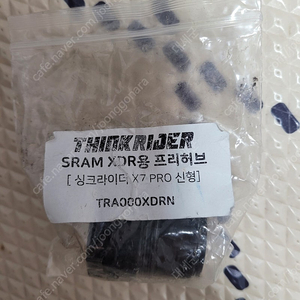 THINKRIDER
SRAM XDR용 프리허브
[ 싱크라이더, X7 PRO 신형]
TRA000XDRN